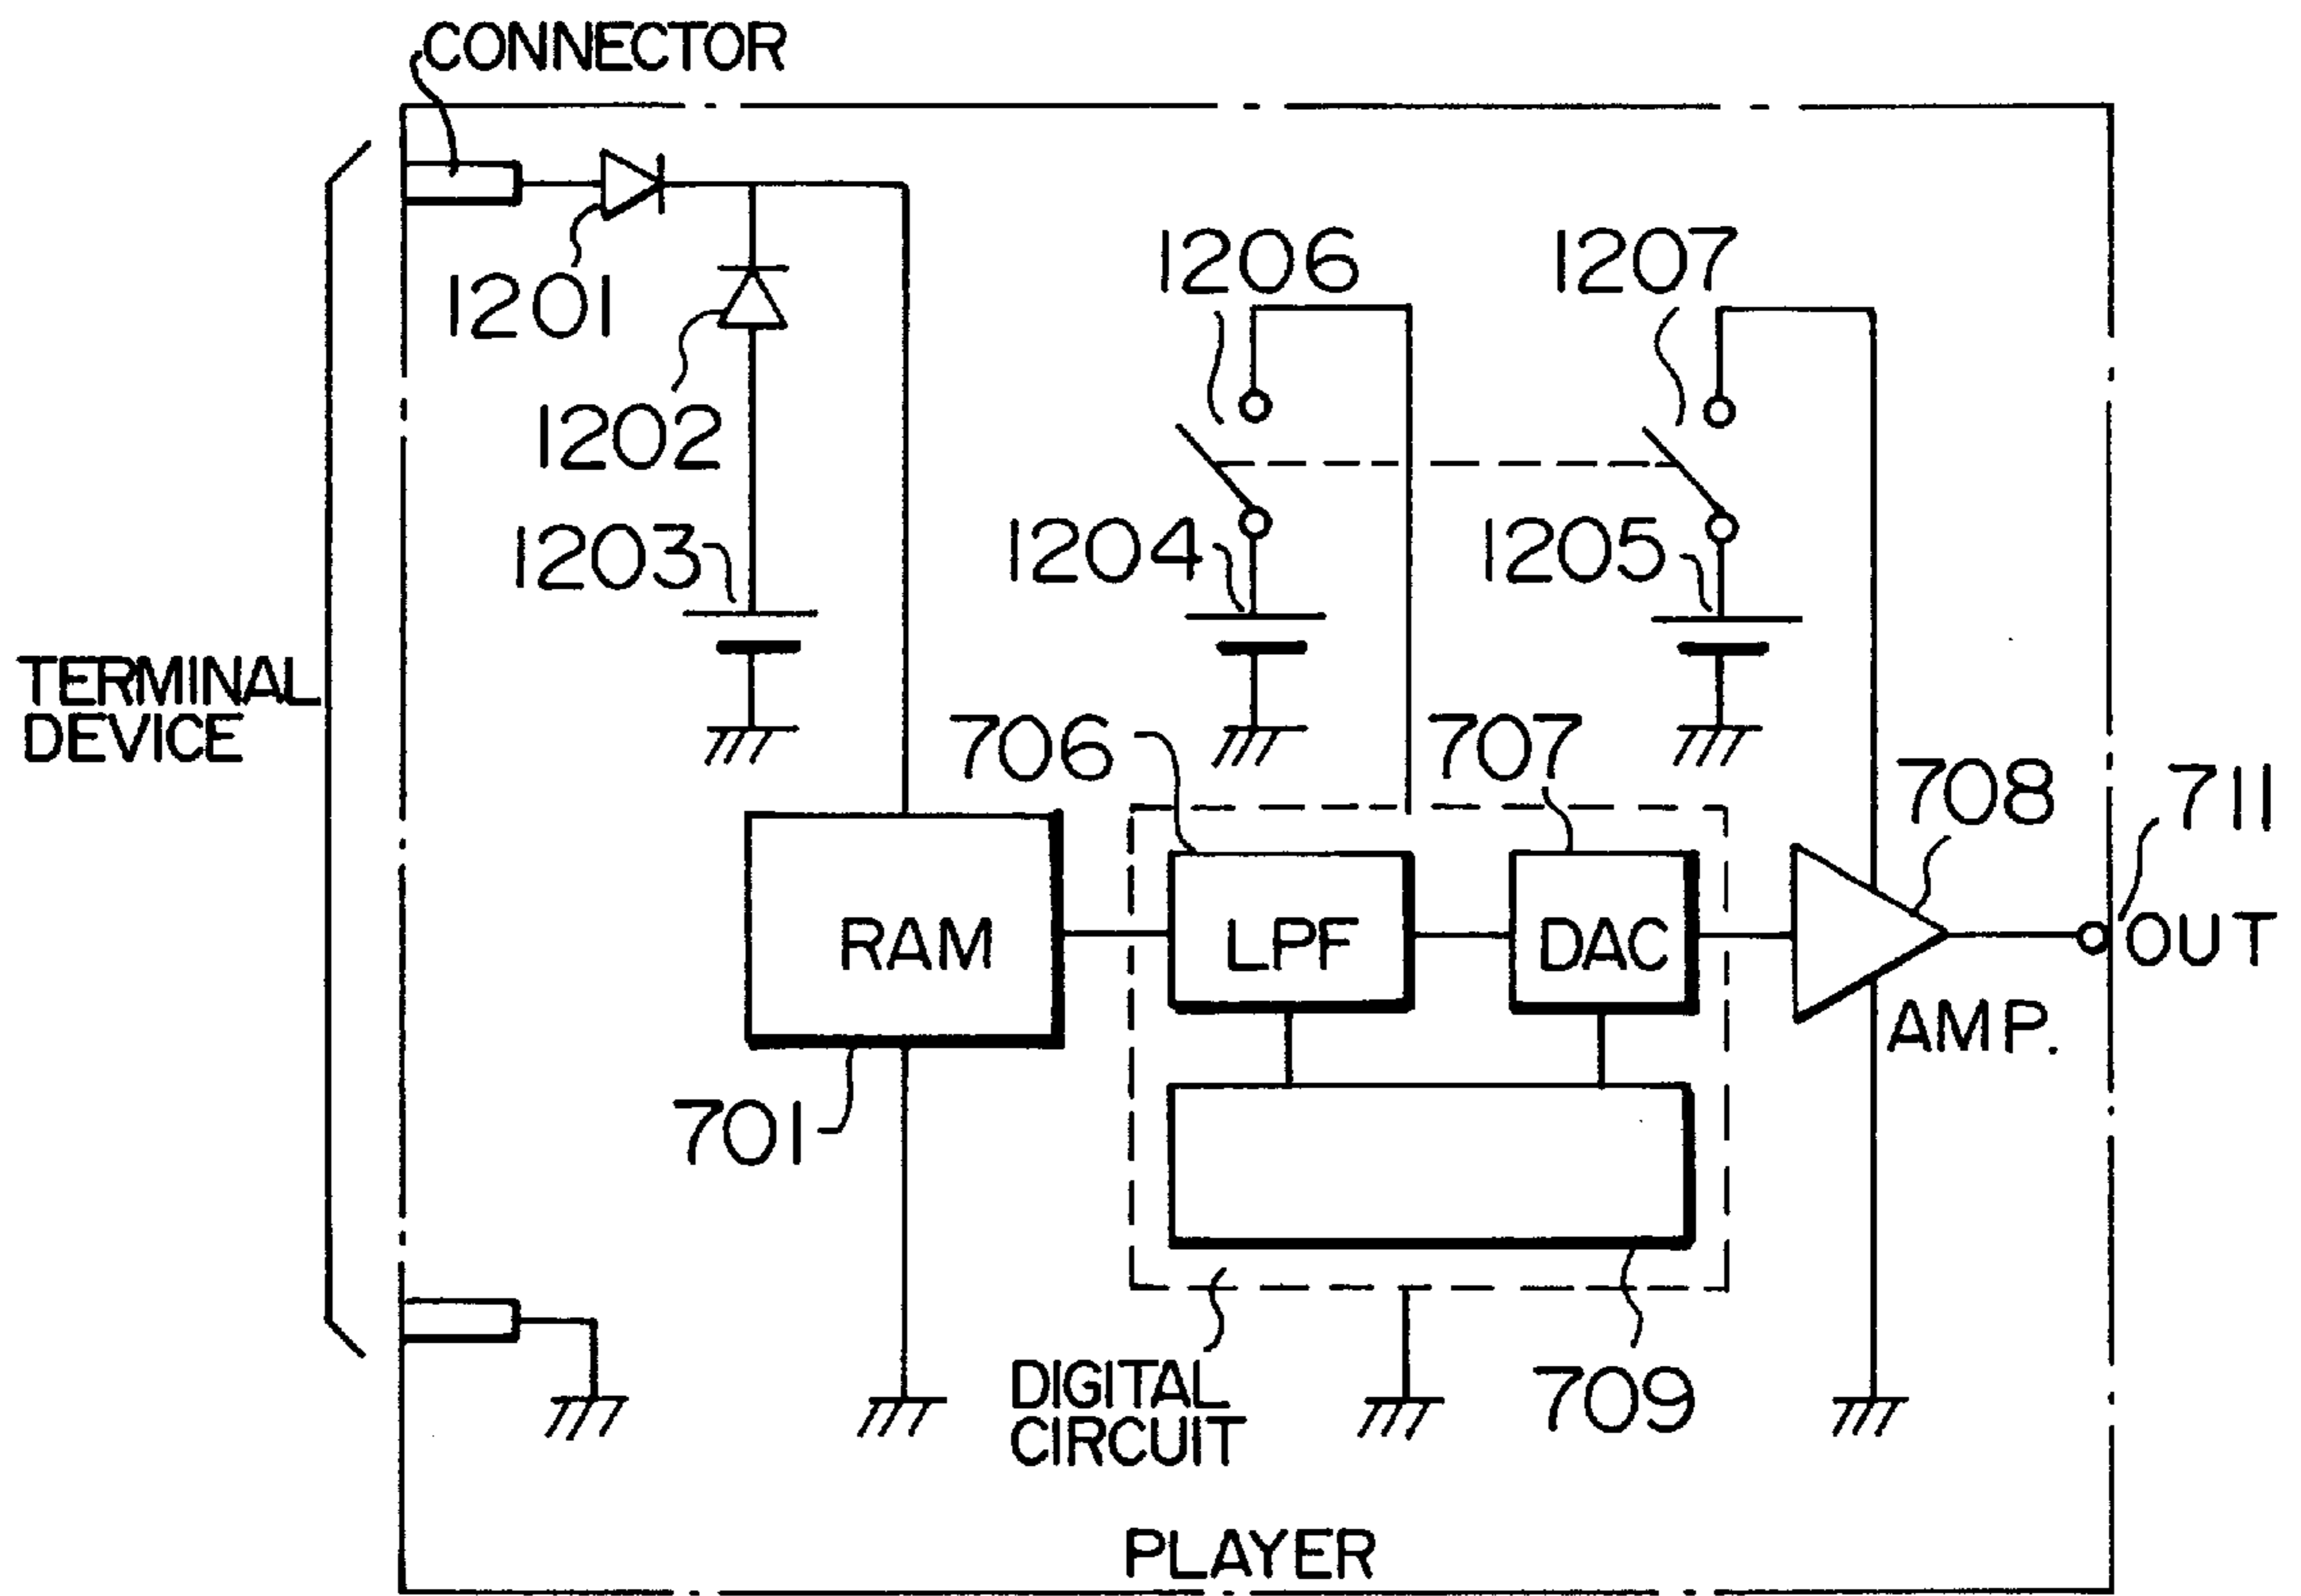 CONNECTOR
1201
1206
1207
1202
1203
1204
1205
TERMINAL
DEVICE
706
707
708
711
RAM
LPF
DAC
OUT
AMP.
701
DIGITAL
CIRCUIT
709
PLAYER